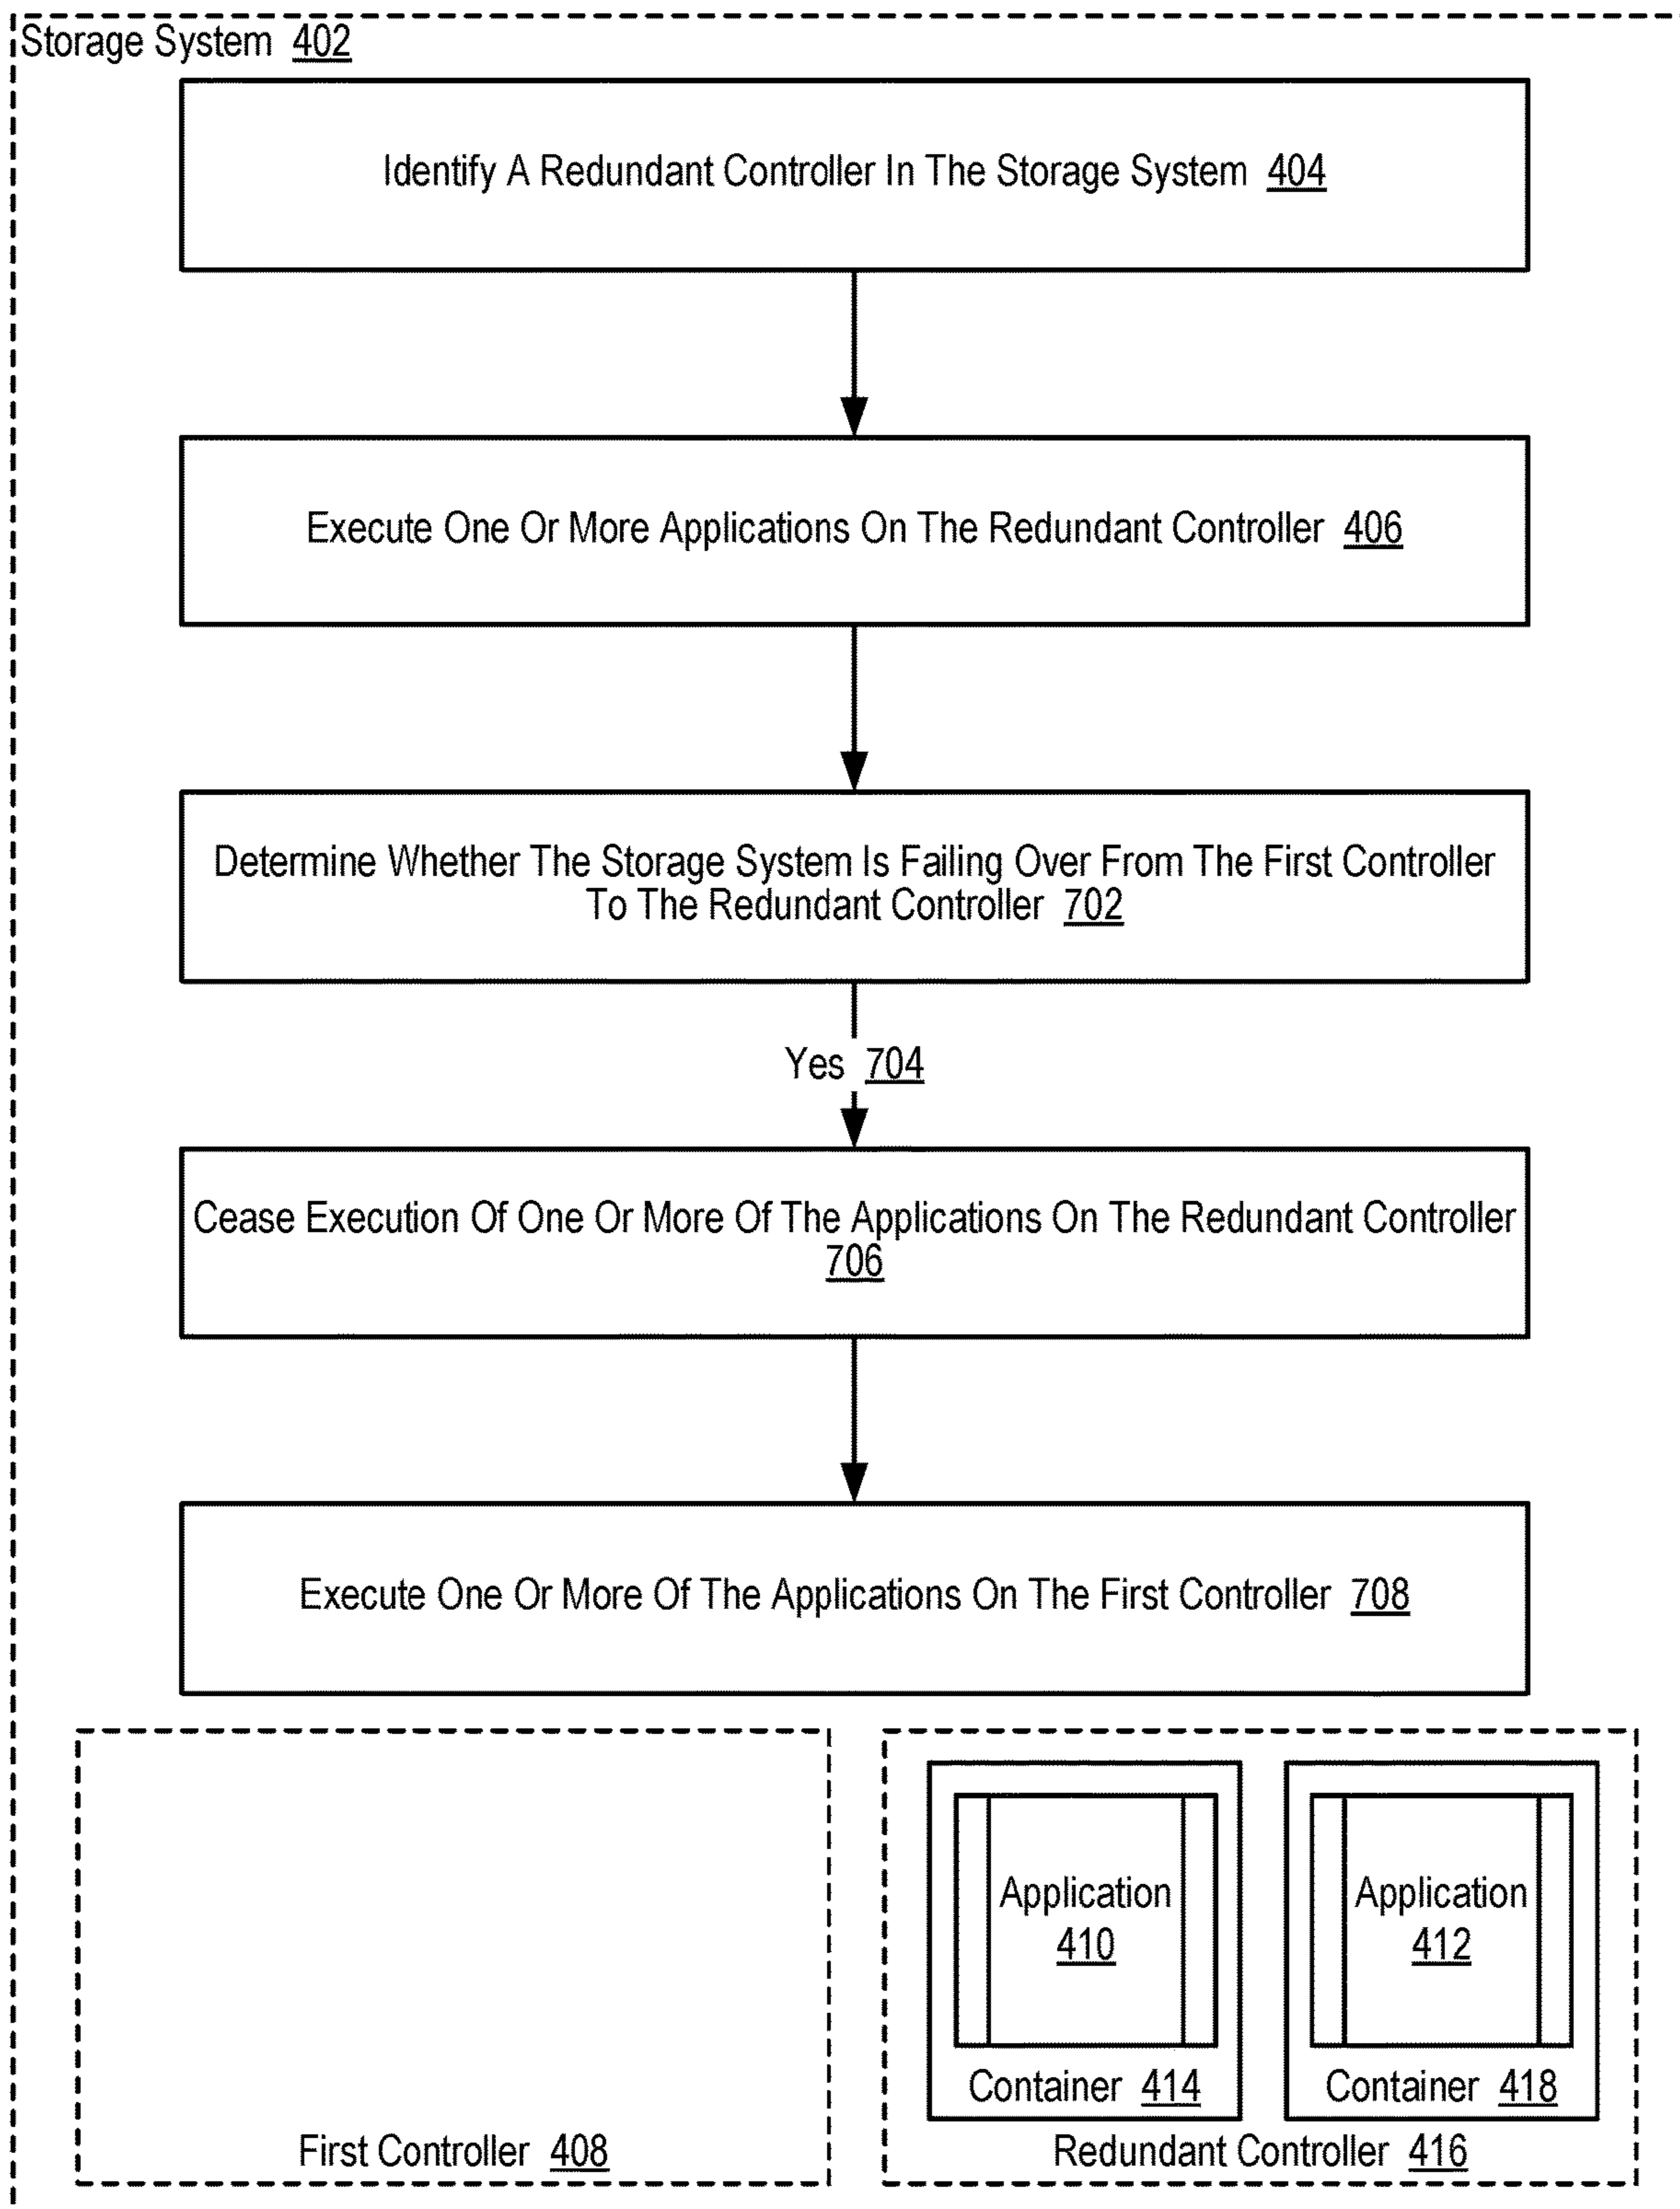 Storage System 402
Identify A Redundant Controller In The Storage System 404
Execute One Or More Applications On The Redundant Controller 406
Determine Whether The Storage System Is Failing Over From The First Controller
To The Redundant Controller 702
Yes 704
Cease Execution Of One Or More Of The Applications On The Redundant Controller
706
Execute One Or More Of The Applications On The First Controller 708
First Controller 408
Application
410
Container 414
Application
412
Container 418
Redundant Controller 416